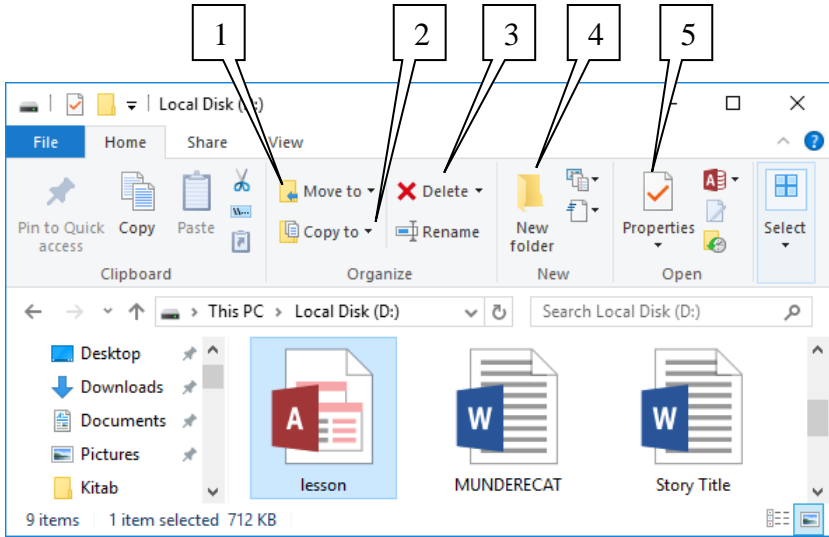 1 2 3 4 5
Local Disk (D:)
File Home Share View
Move to Delete
Pin to Quick access Copy Paste Copy to Rename New folder Properties Select
Clipboard Organize New Open
This PC Local Disk (D:) Search Local Disk (D:)
Desktop
Downloads
Documents
Pictures
Kitab
lesson MUNDERECAT Story Title
9 items 1 item selected 712 KB